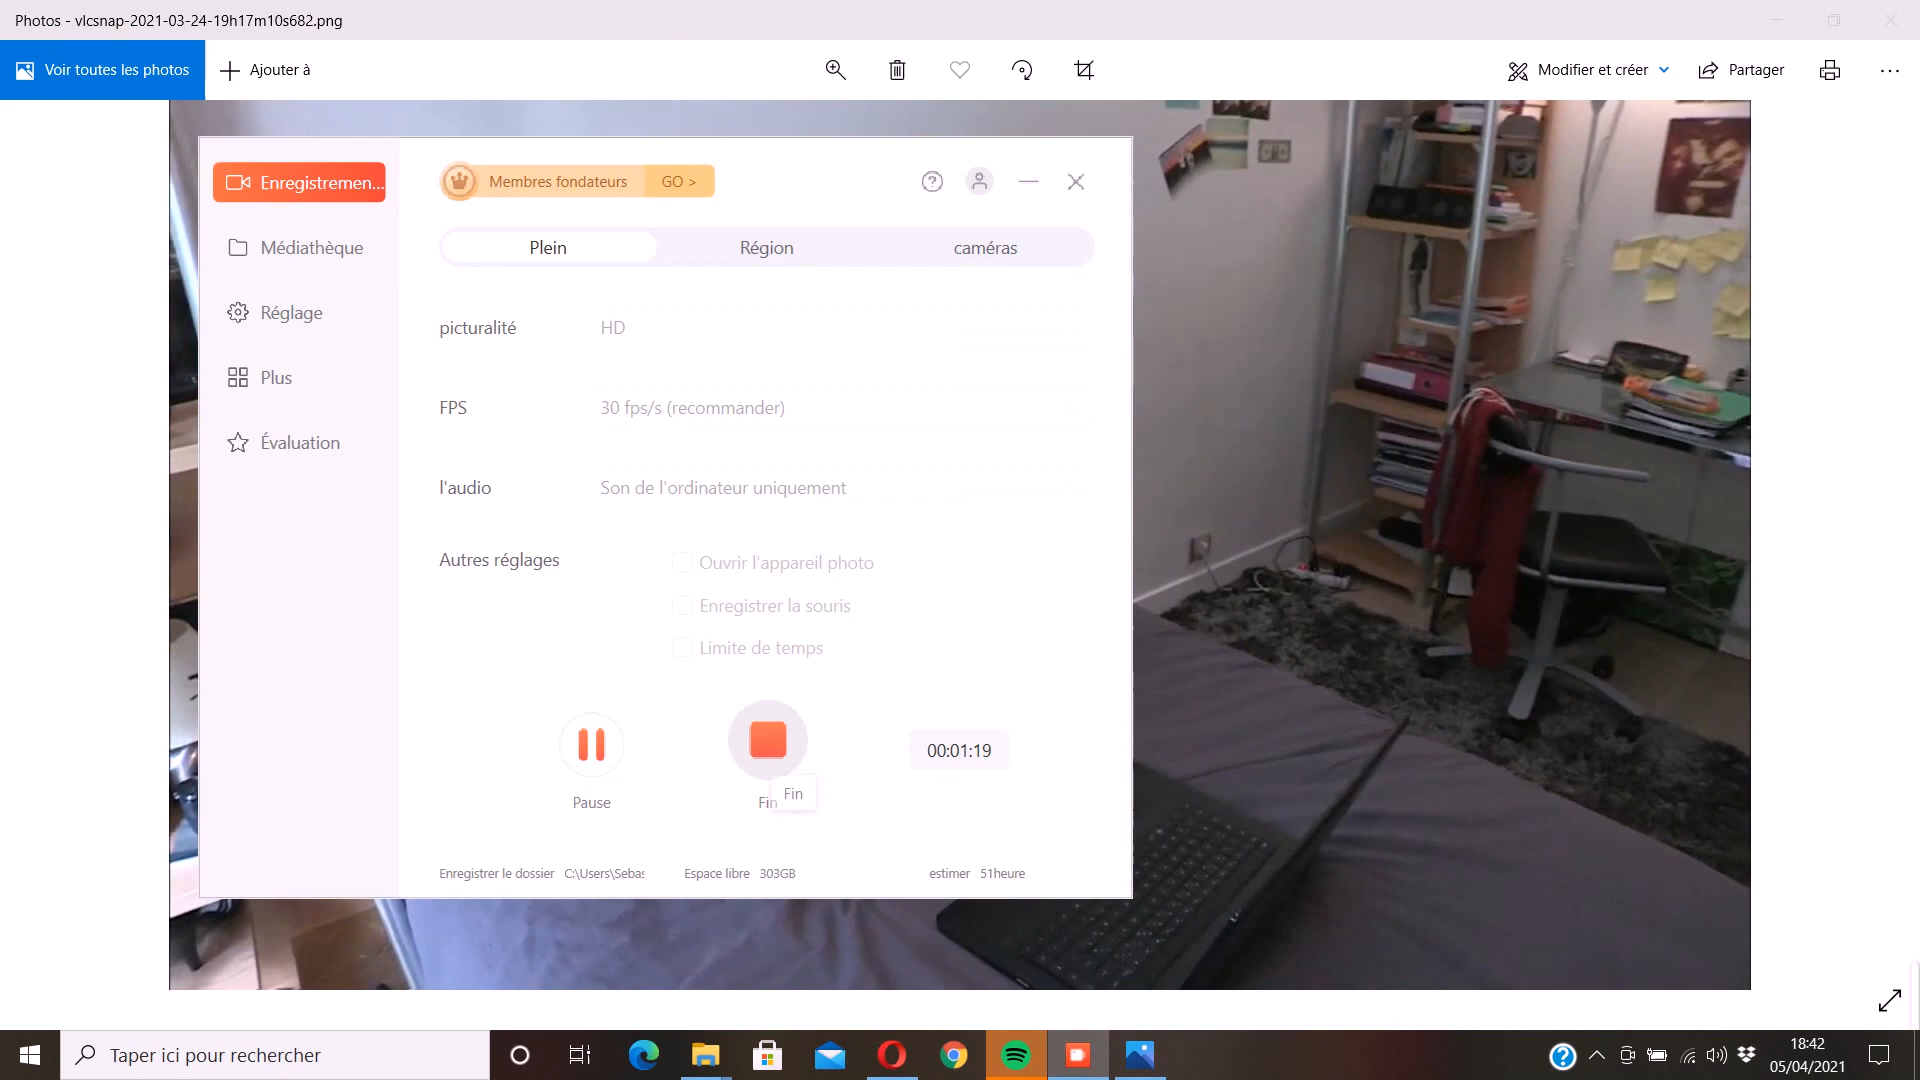 Photos - vlcsnap-2021-03-24-19h17m10s682.png
Voir toutes les photos
Ajouter à
Modifier et créer
Partager
Enregistremen...
Membres fondateurs
GO >
Médiathèque
Plein
Région
caméras
Réglage
picturalité
HD
Plus
FPS
30 fps/s (recommander)
Évaluation
l'audio
Son de l'ordinateur uniquement
Autres réglages
Ouvrir l'appareil photo
Enregistrer la souris
Limite de temps
00:01:19
Pause
Fin
Fin
Enregistrer le dossier
C:\Users\Sebas
Espace libre
303GB
estimer
51heure
Taper ici pour rechercher
18:42
05/04/2021